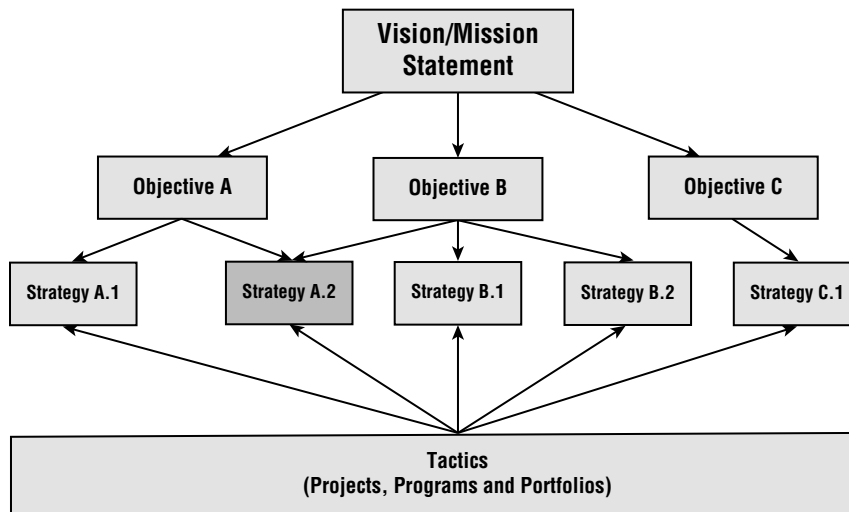 Vision/Mission
Statement
Objective A
Objective B
Objective C
Strategy A.1
Strategy A.2
Strategy B.1
Strategy B.2
Strategy C.1
Tactics
(Projects, Programs and Portfolios)